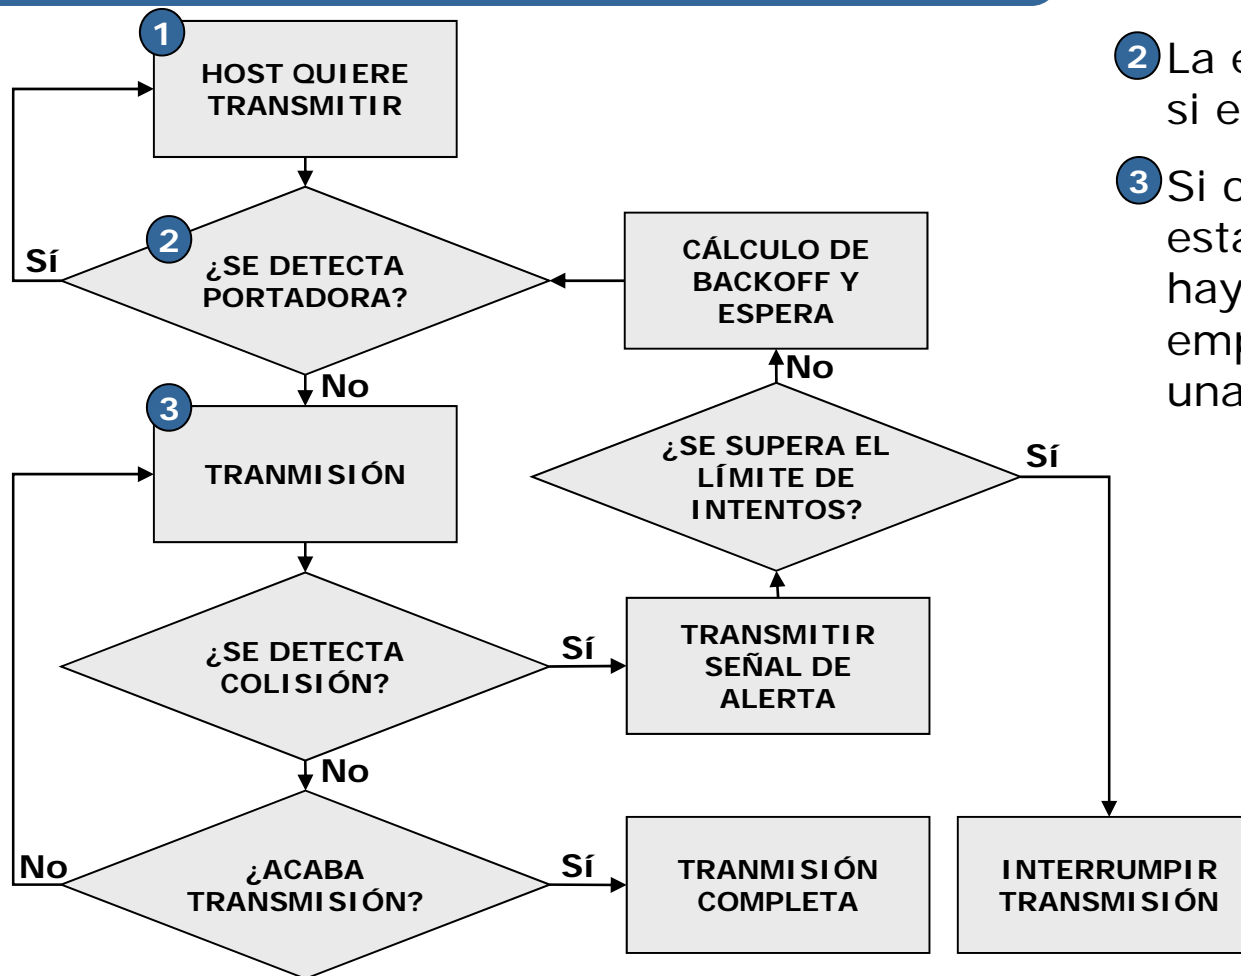 1
HOST QUIERE
TRANSMITIR
Sí
2
¿SE DETECTA
PORTADORA?
No
CÁLCULO DE
BACKOFF Y
ESPERA
No
3
TRANMISIÓN
¿SE SUPERA EL
LÍMITE DE
INTENTOS?
Sí
¿SE DETECTA
COLISIÓN?
Sí
TRANSMITIR
SEÑAL DE
ALERTA
No
No
¿ACABA
TRANSMISIÓN?
Sí
TRANMISIÓN
COMPLETA
INTERRUMPIR
TRANSMISIÓN
2 La
si
3 Si
hay
una